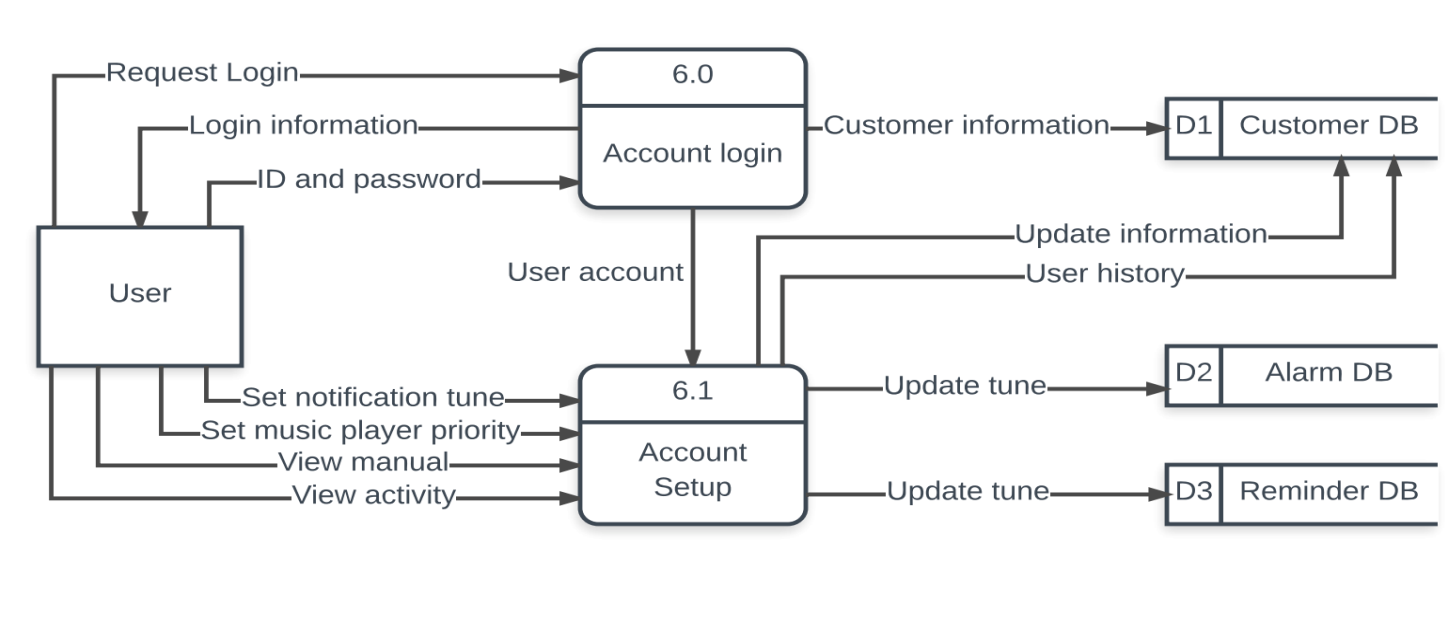 Request Login
6.0
Login information
Customer information
D1
Customer DB
Account login
ID and password
Update information
User account
User history
User
D2
Alarm DB
6.1
Update tune
Set notification tune
Set music player priority
Account
Setup
View manual
View activity
Update tune
D3
Reminder DB